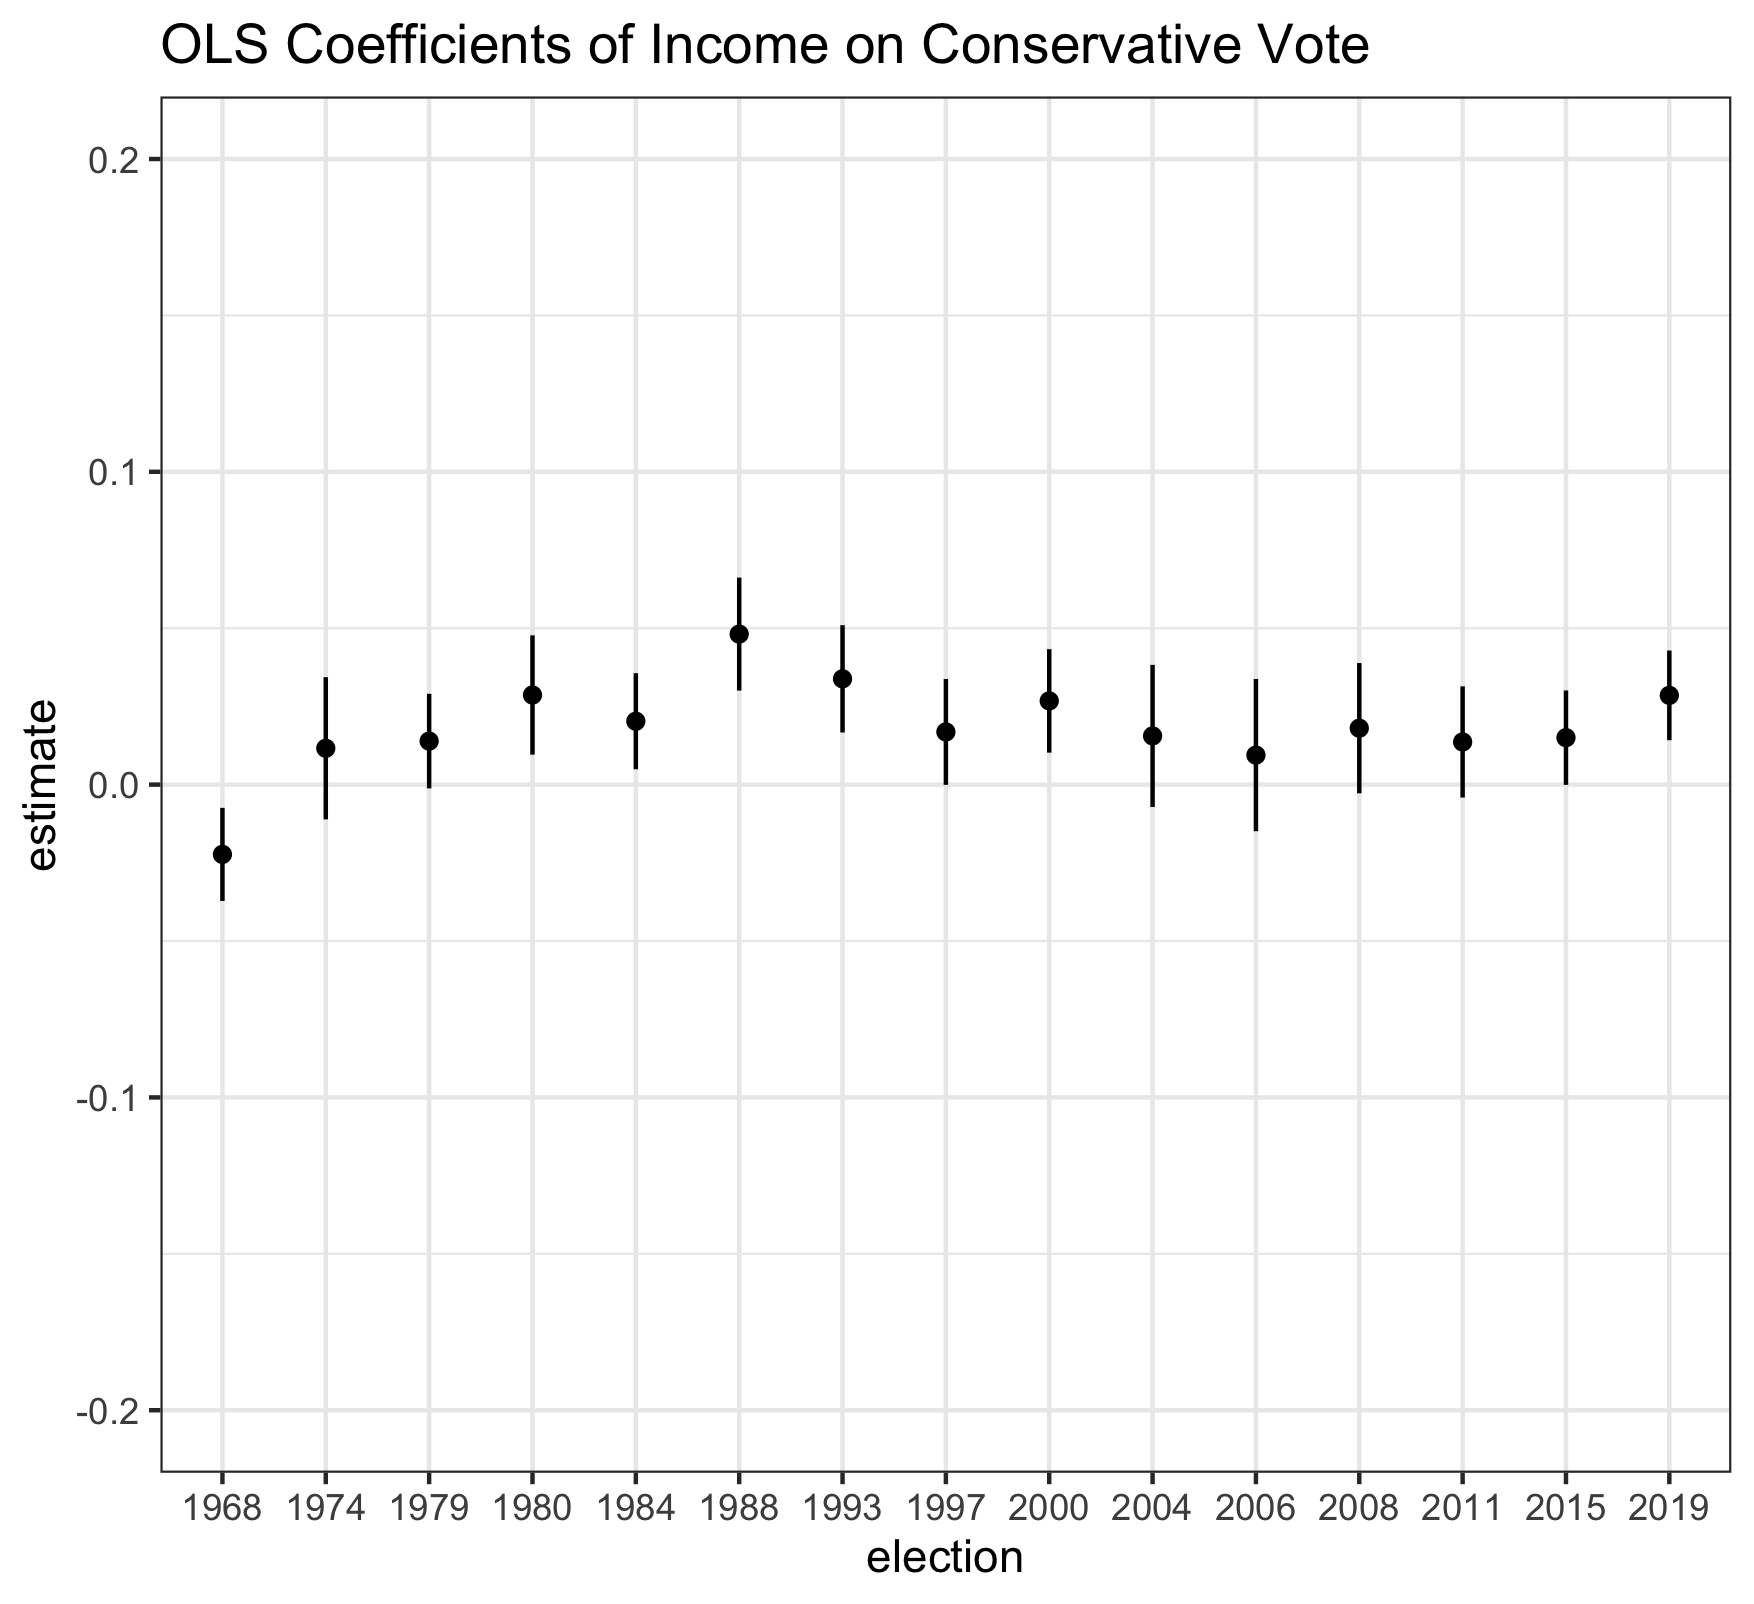 OLS Coefficients of Income on Conservative Vote
0.2
0.1
0.0
-0.1
-0.2
estimate
1968 1974 1979 1980 1984 1988 1993 1997 2000 2004 2006 2008 2011 2015 2019
election